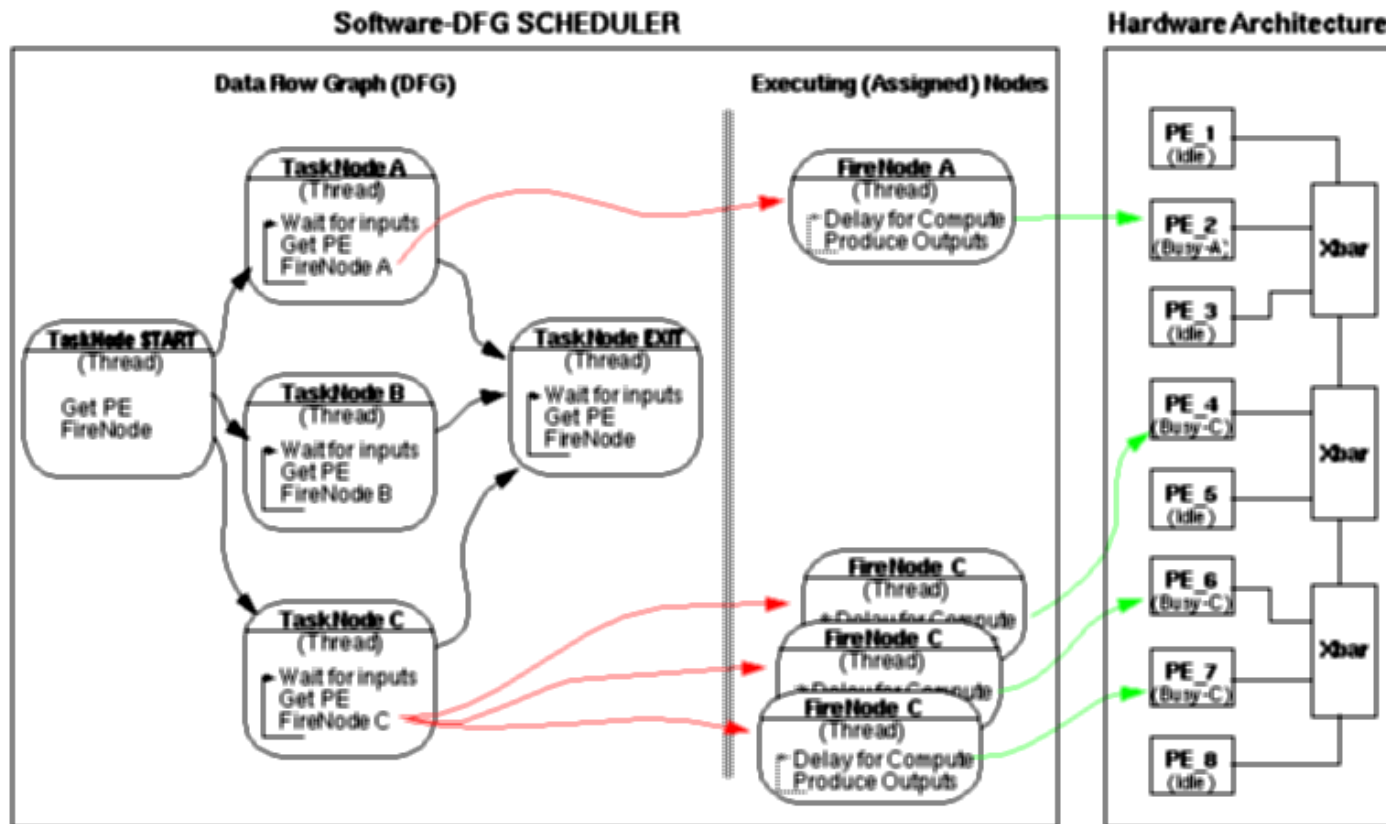 Software-DFG SCHEDULER
Hardware Architecture
Data Flow Graph (DFG)
Executing (Assigned) Nodes
TaskNode A
(Thread)
Wait for inputs
Get PE
FireNode A
TaskNode START
(Thread)
Get PE
FireNode
TaskNode B
(Thread)
Wait for inputs
Get PE
FireNode B
TaskNode EXIT
(Thread)
Wait for inputs
Get PE
FireNode
TaskNode C
(Thread)
Wait for inputs
Get PE
FireNode C
FireNode A
(Thread)
Delay for Compute
Produce Outputs
FireNode C
(Thread)
Delay for Compute
FireNode C
(Thread)
Delay for Compute
FireNode C
(Thread)
Delay for Compute
Produce Outputs
PE_1
(Idle)
PE_2
(Busy-A)
PE_3
(Idle)
PE_4
(Busy-C)
PE_5
(Idle)
PE_6
(Busy-C)
PE_7
(Busy-C)
PE_8
(Idle)
Xbar
Xbar
Xbar